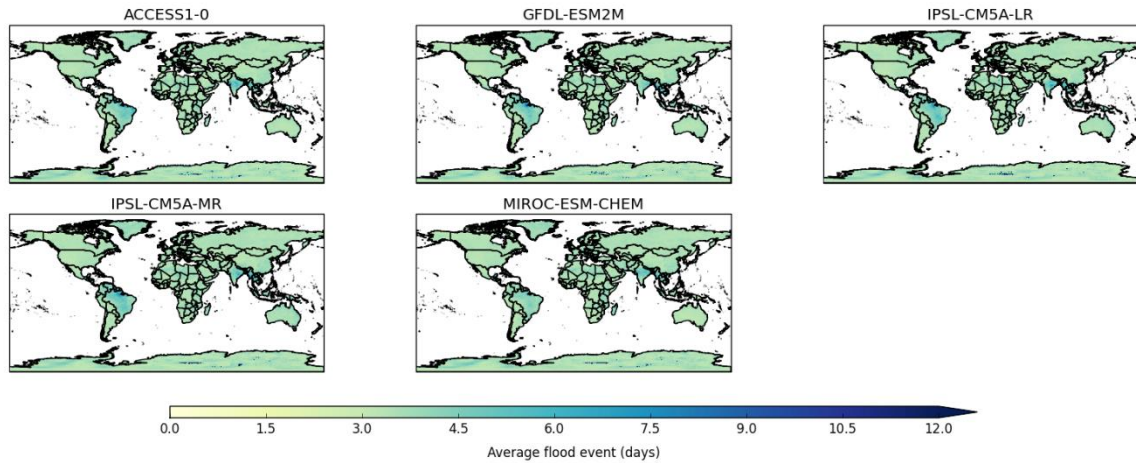 ACCESS1-0
GFDL-ESM2M
IPSL-CM5A-LR
IPSL-CM5A-MR
MIROC-ESM-CHEM
0.0 1.5 3.0 4.5 6.0 7.5 9.0 10.5 12.0
Average flood event (days)